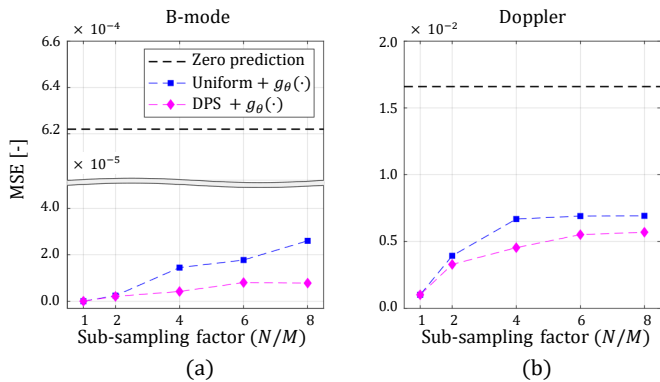 B-mode
× 10⁻⁴
6.6
6.4
6.2
× 10⁻⁵
4.0
2.0
0.0
MSE [-]
Zero prediction
Uniform + g_θ(·)
DPS + g_θ(·)
1 2 4 6 8
Sub-sampling factor (N/M)
(a)
Doppler
× 10⁻²
2.0
1.5
1.0
0.5
0.0
1 2 4 6 8
Sub-sampling factor (N/M)
(b)